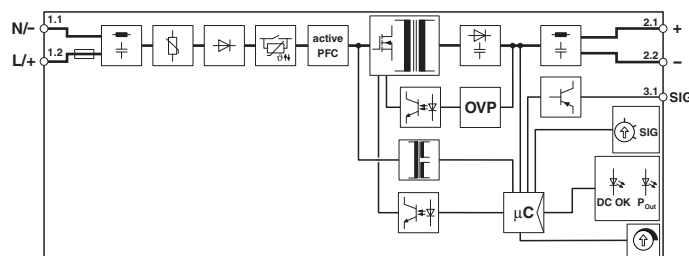 N/− 1.1 2.1 +
L/+ 1.2 active PFC 2.2 −
3.1 SIG
OVP
SIG
ϑ
µC
DC OK P Out